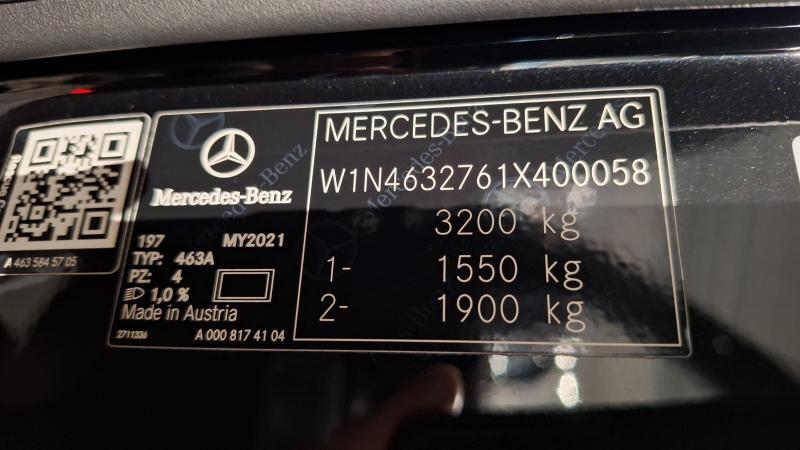 Rescue C
A 463 584 57 05
Mercedes-Benz
197 MY2021
TYP: 463A
PZ: 4
1,0 %
Made in Austria
2711336 A 000 817 41 04
MERCEDES-BENZ AG
W1N4632761X400058
3200 kg
1- 1550 kg
2- 1900 kg